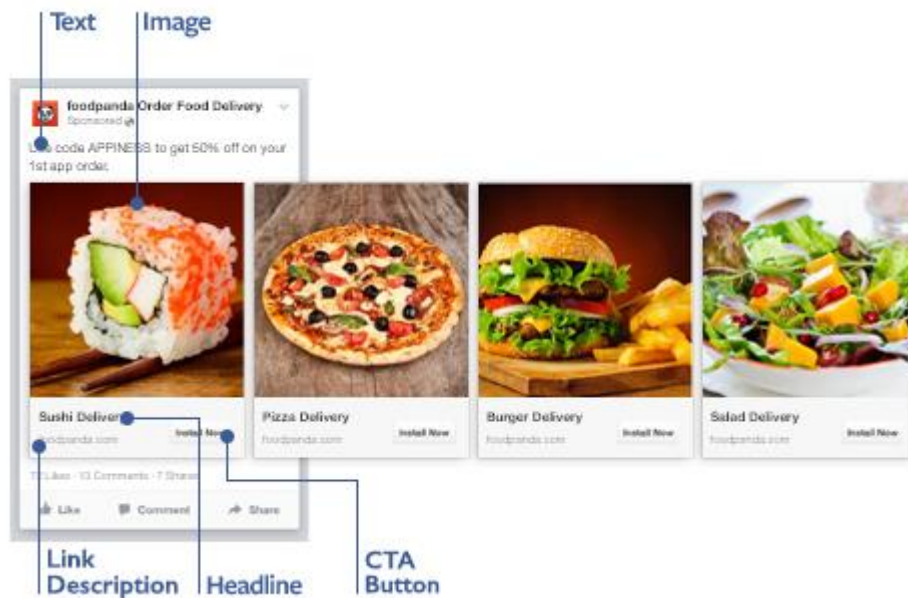 Text
Image
foodpanda Order Food Delivery
Sponsored
Use code APPINESS to get 50% off on your
1st app order.
Sushi Delivery
foodpanda.com
Install Now
Pizza Delivery
foodpanda.com
Install Now
Burger Delivery
foodpanda.com
Install Now
Salad Delivery
foodpanda.com
Install Now
Likes · 13 Comments · 7 Shares
Like
Comment
Share
Link
Description
Headline
CTA
Button